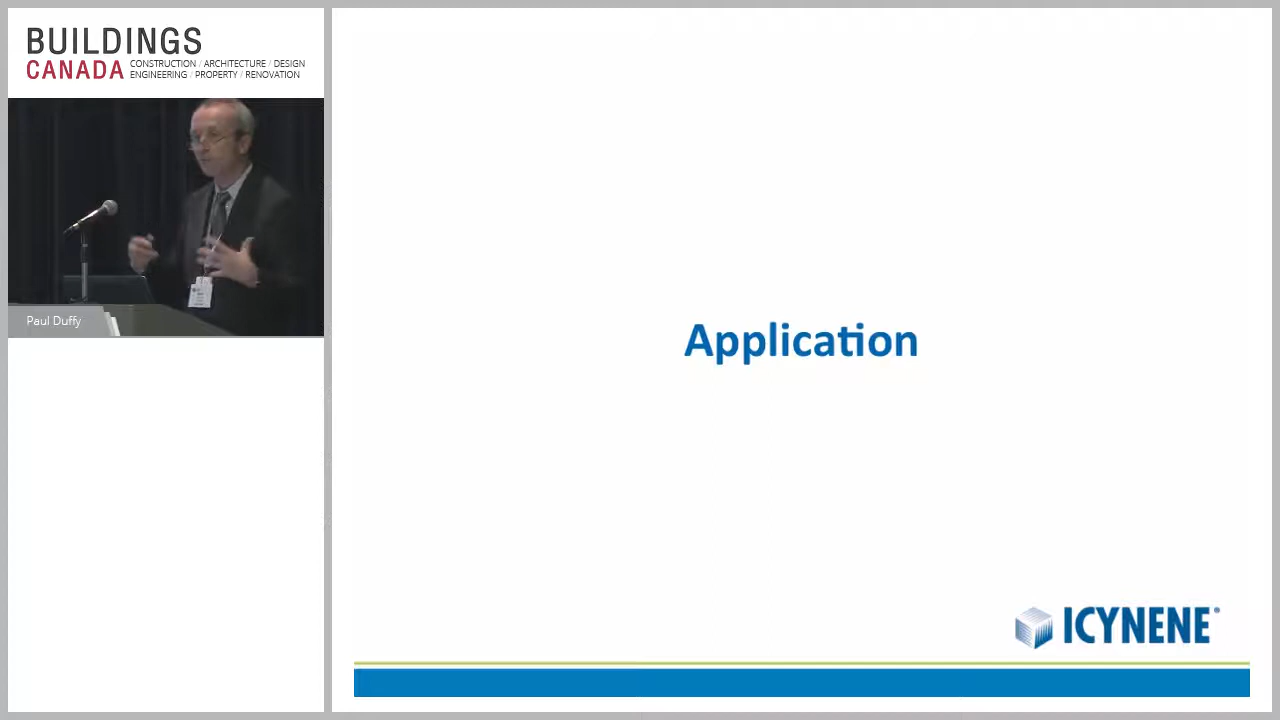 BUILDINGS
CANADA CONSTRUCTION / ARCHITECTURE / DESIGN
ENGINEERING / PROPERTY / RENOVATION
Paul Duffy
Application
ICYNENE®